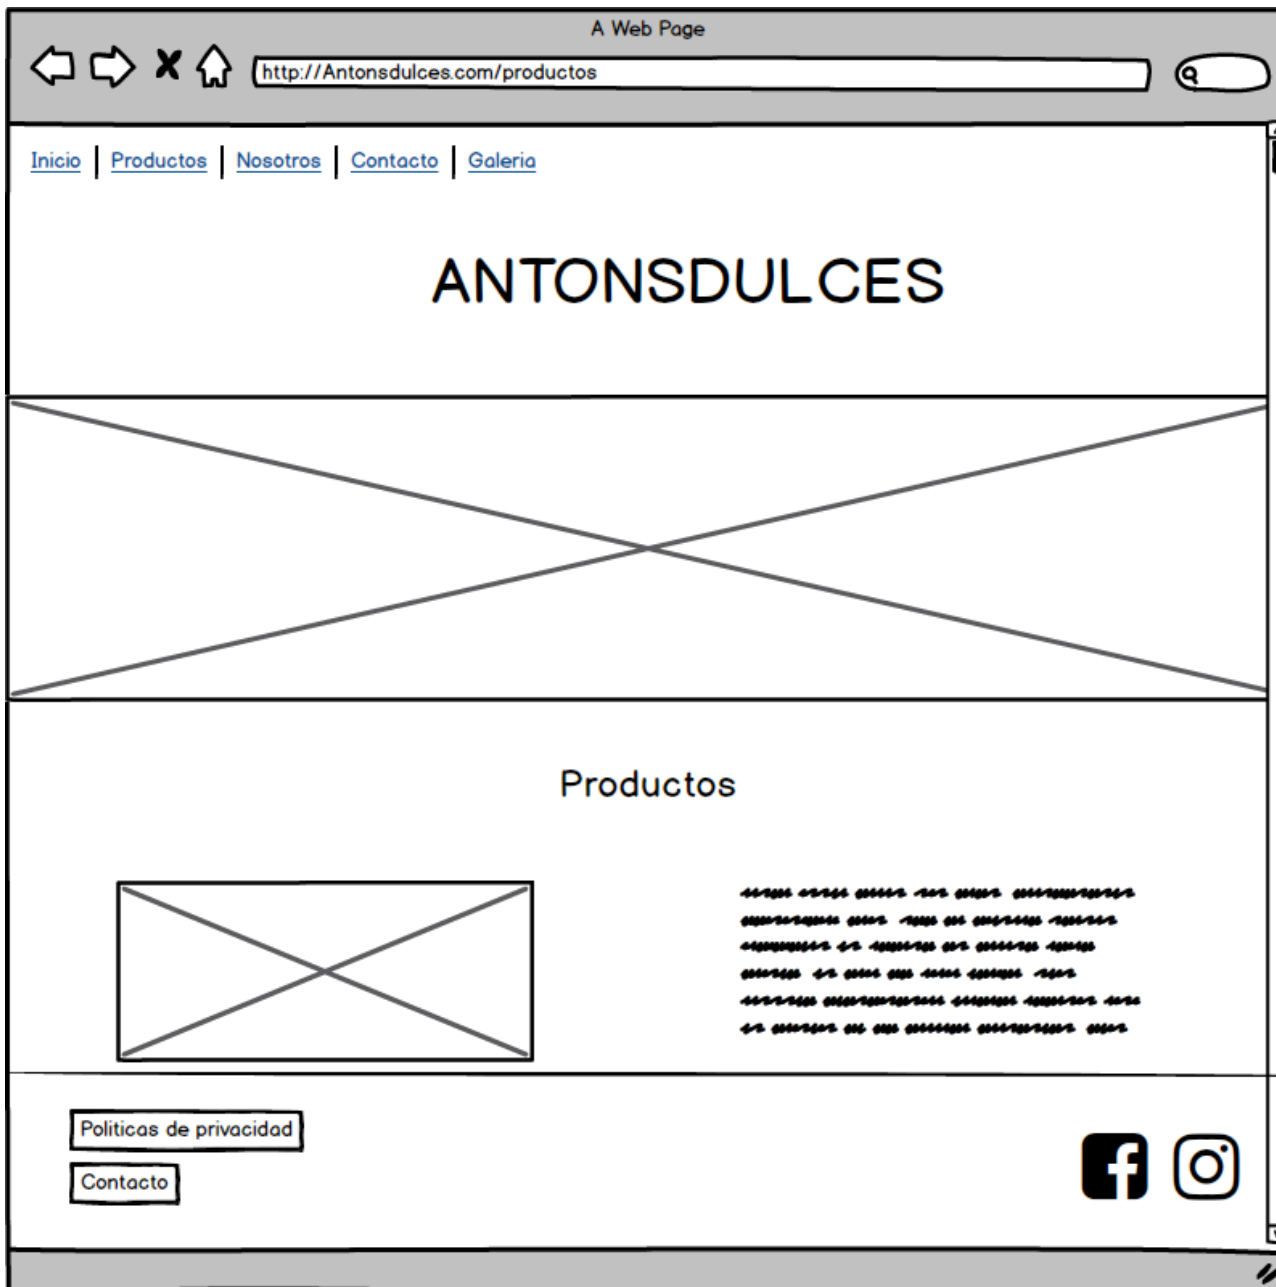 A Web Page
http://Antonsdulces.com/productos
Inicio | Productos | Nosotros | Contacto | Galeria
ANTONSDULCES
Productos
Politicas de privacidad
Contacto